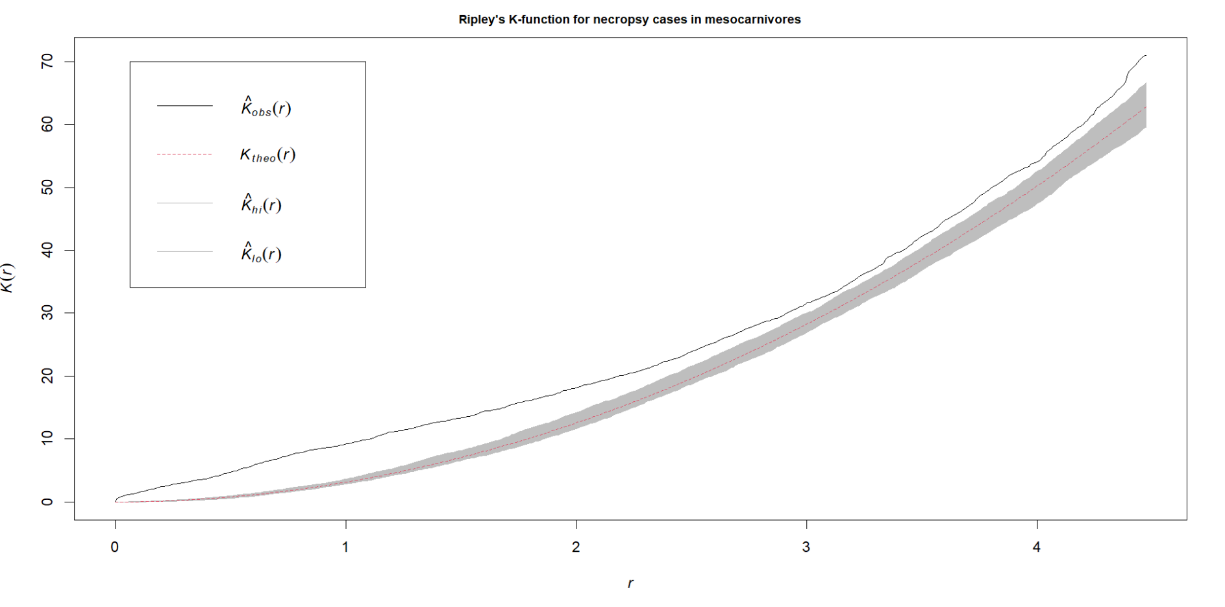 Ripley's K-function for necropsy cases in mesocarnivores
K̂obs(r)
Ktheo(r)
K̂hi(r)
K̂lo(r)
70
60
50
40
30
20
10
0
K(r)
0 1 2 3 4
r